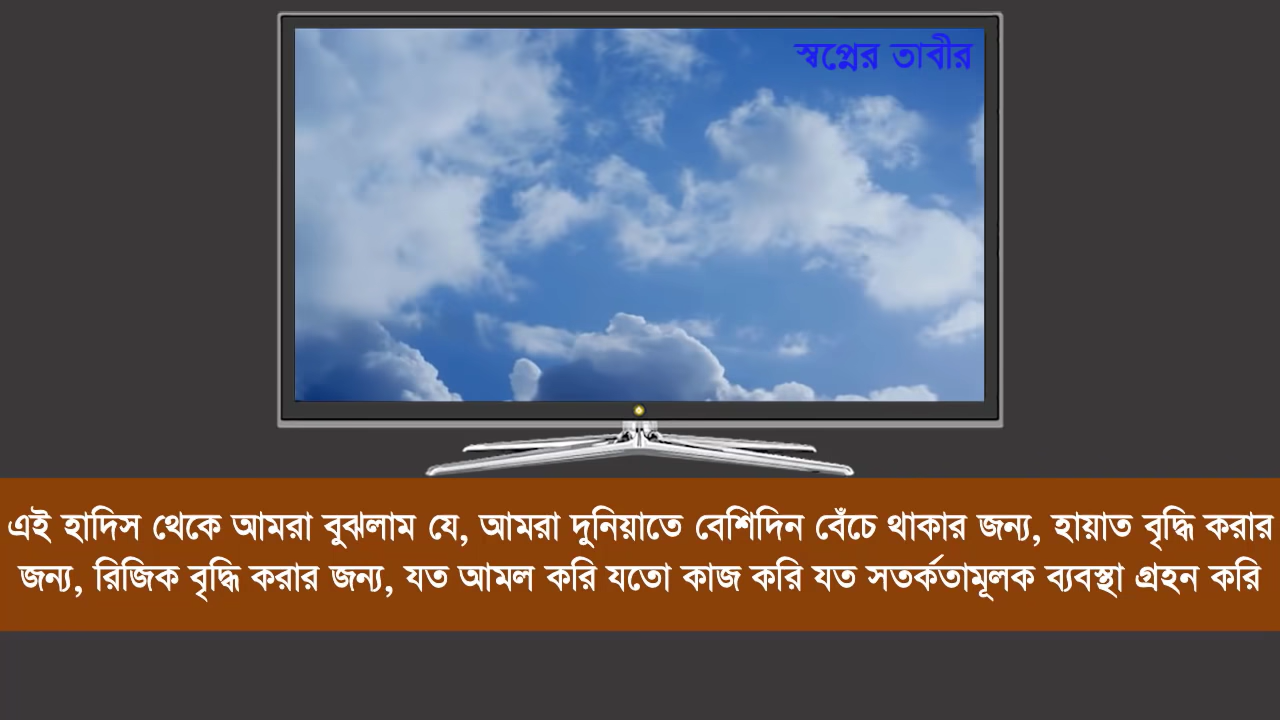 স্বপ্নের তাবীর
এই হাদিস থেকে আমরা বুঝলাম যে, আমরা দুনিয়াতে বেশিদিন বেঁচে থাকার জন্য, হায়াত বৃদ্ধি করার
জন্য, রিজিক বৃদ্ধি করার জন্য, যত আমল করি যতো কাজ করি যত সতর্কতামূলক ব্যবস্থা গ্রহন করি